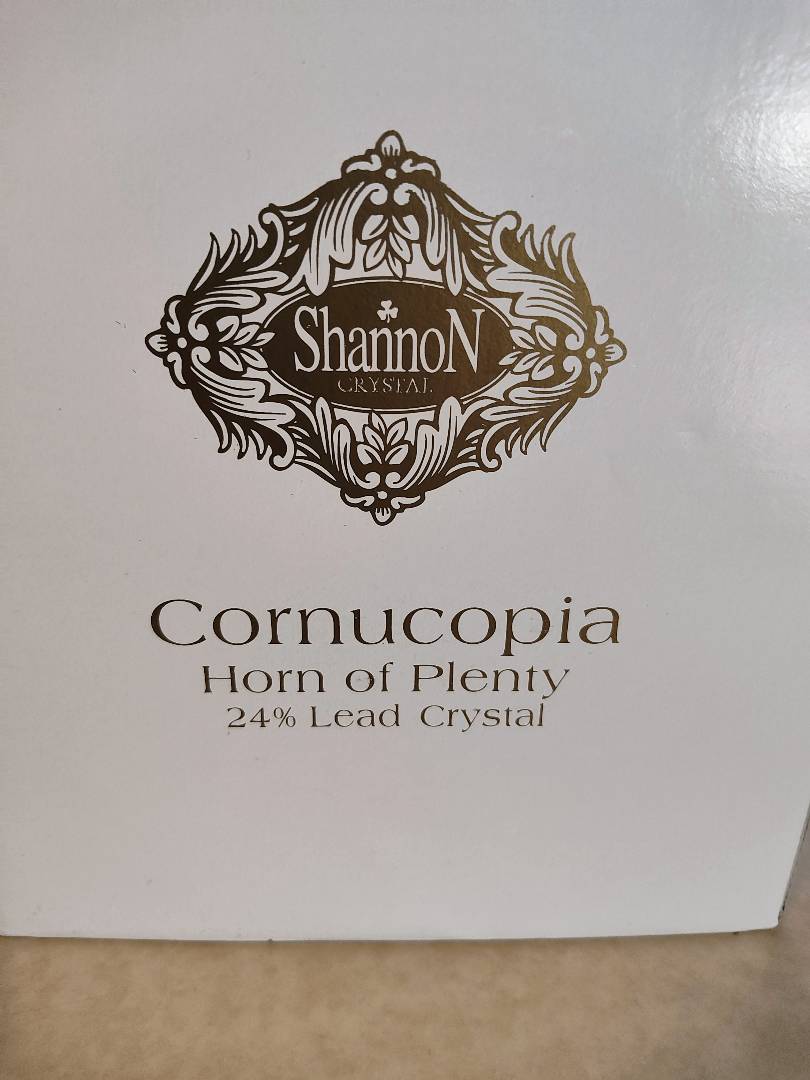 ShannoN
CRYSTAL
Cornucopia
Horn of Plenty
24% Lead Crystal